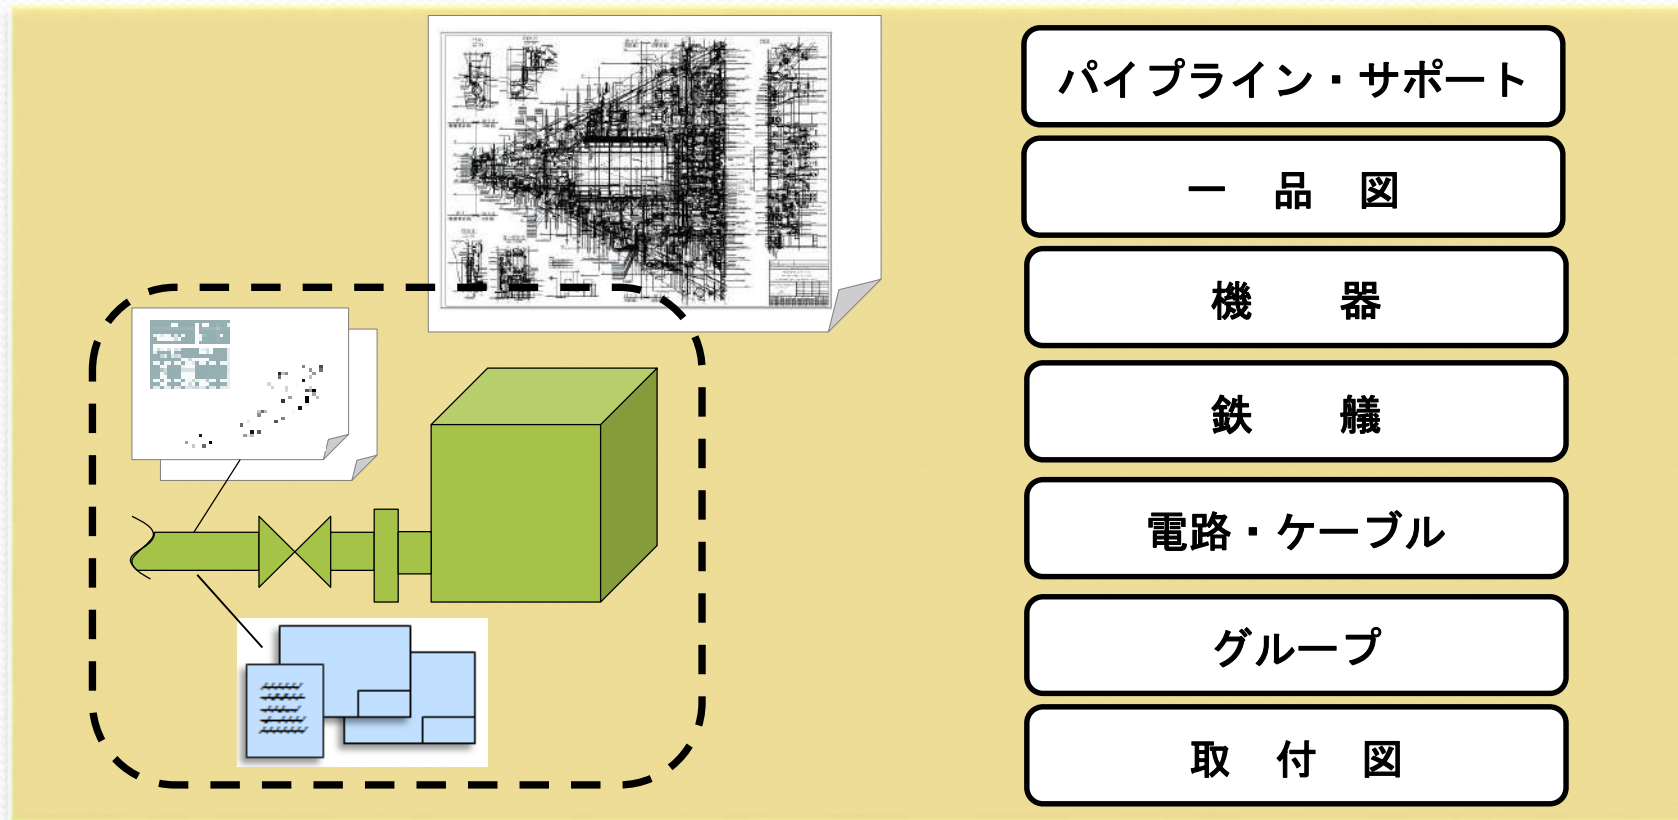 パイプライン・サポート
一　品　図
機　　器
鉄　　艤
電路・ケーブル
グループ
取　付　図